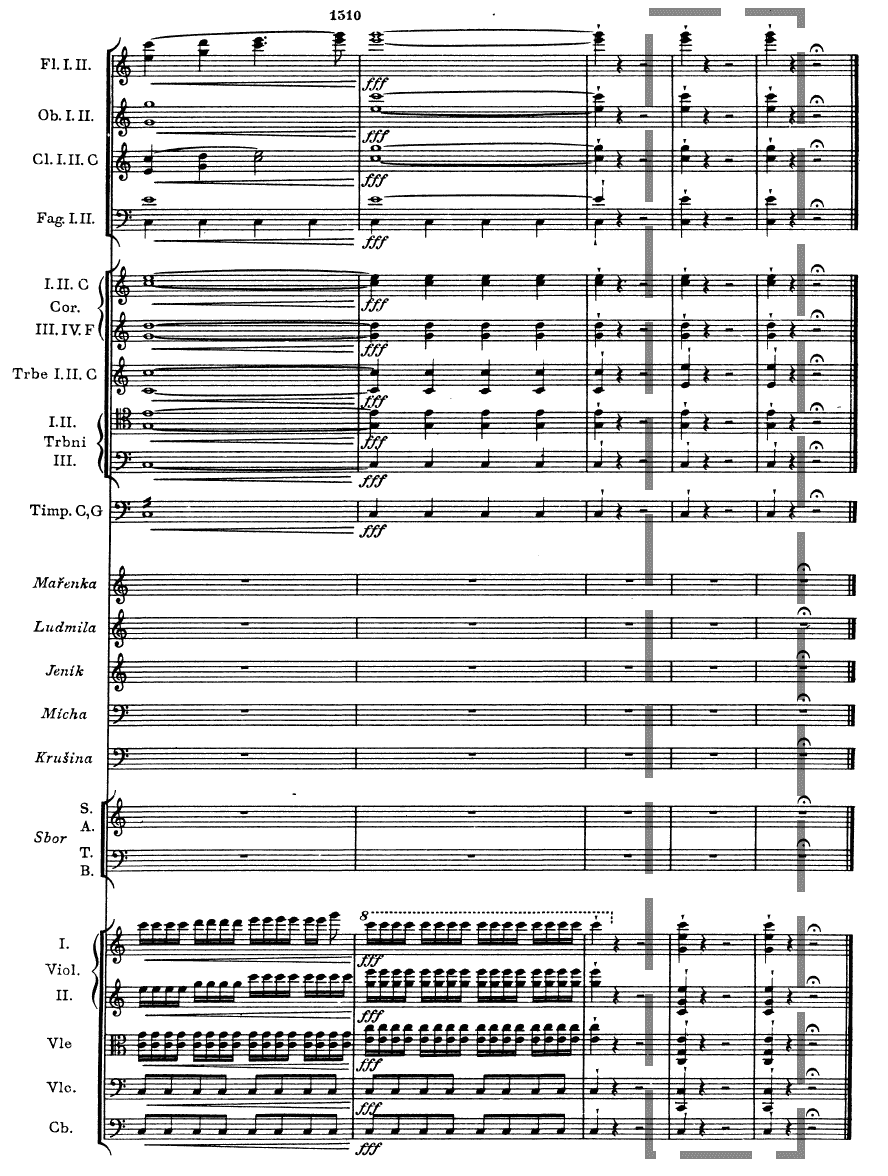 1310
Fl. I. II.
fff
Ob. I. II.
fff
Cl. I. II. C
fff
Fag. I. II.
fff
I. II. C
fff
Cor.
III. IV. F
fff
Trbe I. II. C
fff
I. II.
fff
Trbni
III.
fff
Timp. C, G
fff
Mařenka
Ludmila
Jeník
Mícha
Krušina
S.
A.
Sbor
T.
B.
8
I.
fff
Viol.
II.
fff
Vle
fff
Vlc.
fff
Cb.
fff